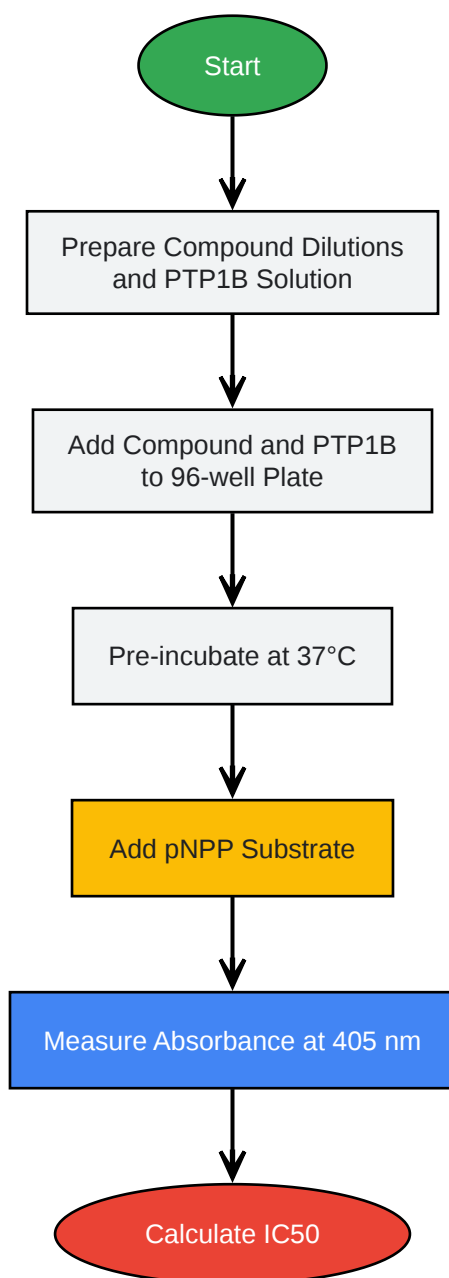 Start
Prepare Compound Dilutions
and PTP1B Solution
Add Compound and PTP1B
to 96-well Plate
Pre-incubate at 37°C
Add pNPP Substrate
Measure Absorbance at 405 nm
Calculate IC50